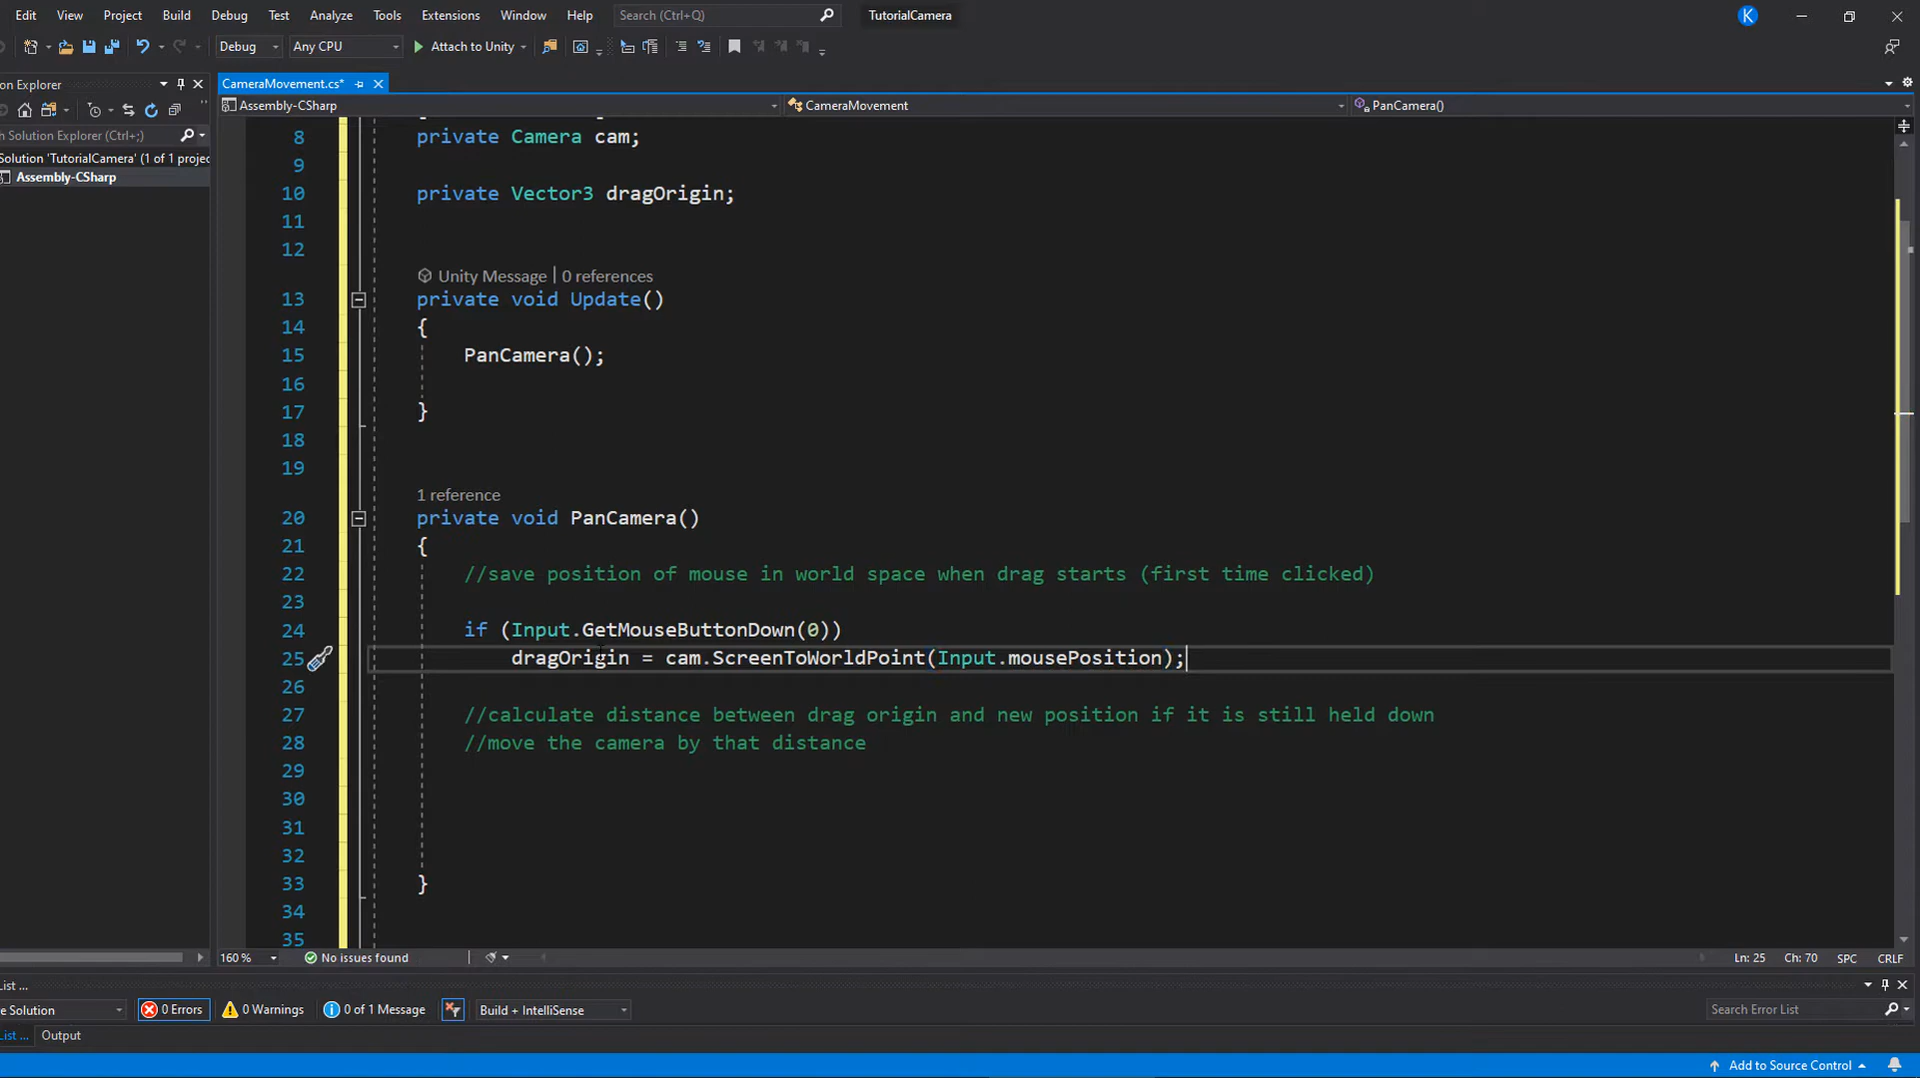 Edit View Project Build Debug Test Analyze Tools Extensions Window Help Search (Ctrl+Q) TutorialCamera K
Debug Any CPU Attach to Unity
on Explorer CameraMovement.cs*
Assembly-CSharp CameraMovement PanCamera()
h Solution Explorer (Ctrl+;)
Solution 'TutorialCamera' (1 of 1 projec
Assembly-CSharp
8 private Camera cam;
9
10 private Vector3 dragOrigin;
11
12
Unity Message | 0 references
13 private void Update()
14 {
15 PanCamera();
16
17 }
18
19
1 reference
20 private void PanCamera()
21 {
22 //save position of mouse in world space when drag starts (first time clicked)
23
24 if (Input.GetMouseButtonDown(0))
25 dragOrigin = cam.ScreenToWorldPoint(Input.mousePosition);
26
27 //calculate distance between drag origin and new position if it is still held down
28 //move the camera by that distance
29
30
31
32
33 }
34
35
160 % No issues found Ln: 25 Ch: 70 SPC CRLF
List ...
e Solution 0 Errors 0 Warnings 0 of 1 Message Build + IntelliSense Search Error List
List ... Output
Add to Source Control